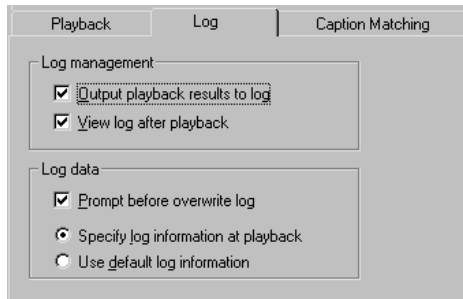 Playback Log Caption Matching
Log management
Output playback results to log
View log after playback
Log data
Prompt before overwrite log
Specify log information at playback
Use default log information